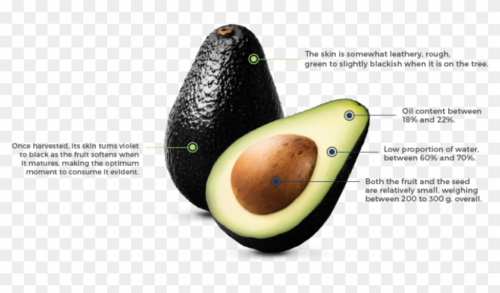 The skin is somewhat leathery, rough,
green to slightly blackish when it is on the tree.
Oil content between
18% and 22%.
Once harvested, its skin turns violet
to black as the fruit softens when
it matures, making the optimum
moment to consume it evident.
Low proportion of water,
between 60% and 70%.
Both the fruit and the seed
are relatively small, weighing
between 200 to 300 g. overall.